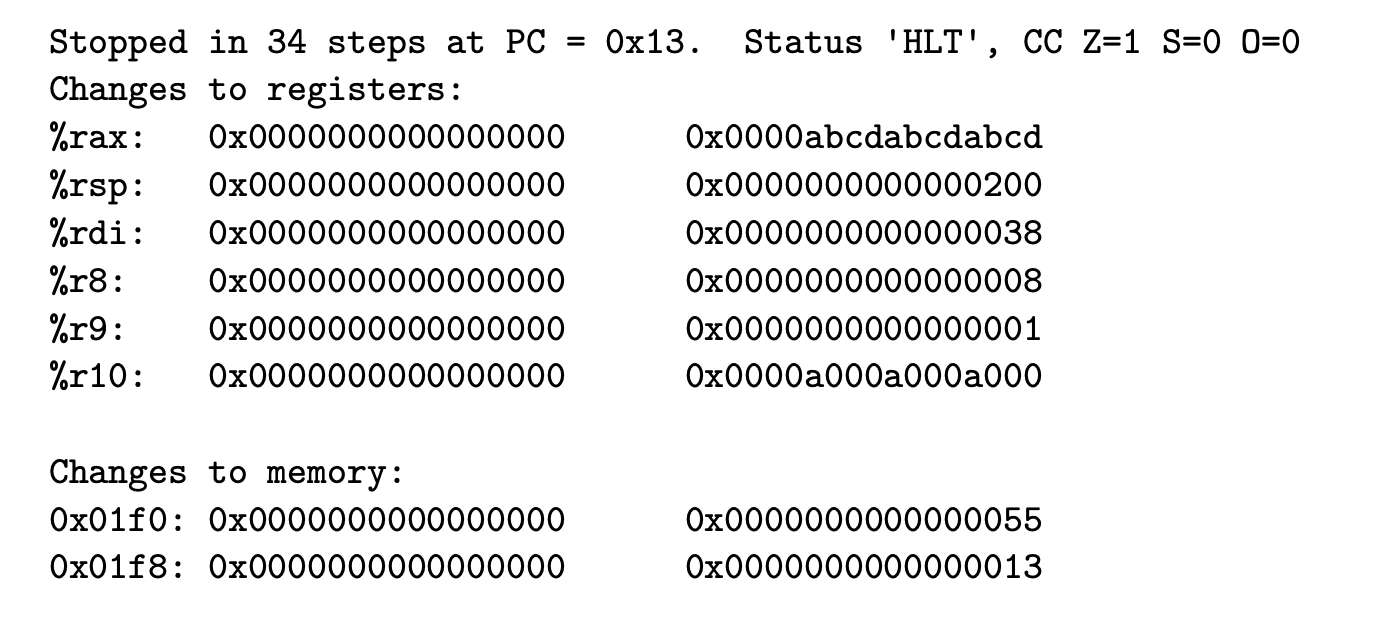 Stopped in 34 steps at PC = 0x13.  Status 'HLT', CC Z=1 S=0 O=0
Changes to registers:
%rax:   0x0000000000000000      0x0000abcdabcdabcd
%rsp:   0x0000000000000000      0x0000000000000200
%rdi:   0x0000000000000000      0x0000000000000038
%r8:    0x0000000000000000      0x0000000000000008
%r9:    0x0000000000000000      0x0000000000000001
%r10:   0x0000000000000000      0x0000a000a000a000
Changes to memory:
0x01f0: 0x0000000000000000      0x0000000000000055
0x01f8: 0x0000000000000000      0x0000000000000013